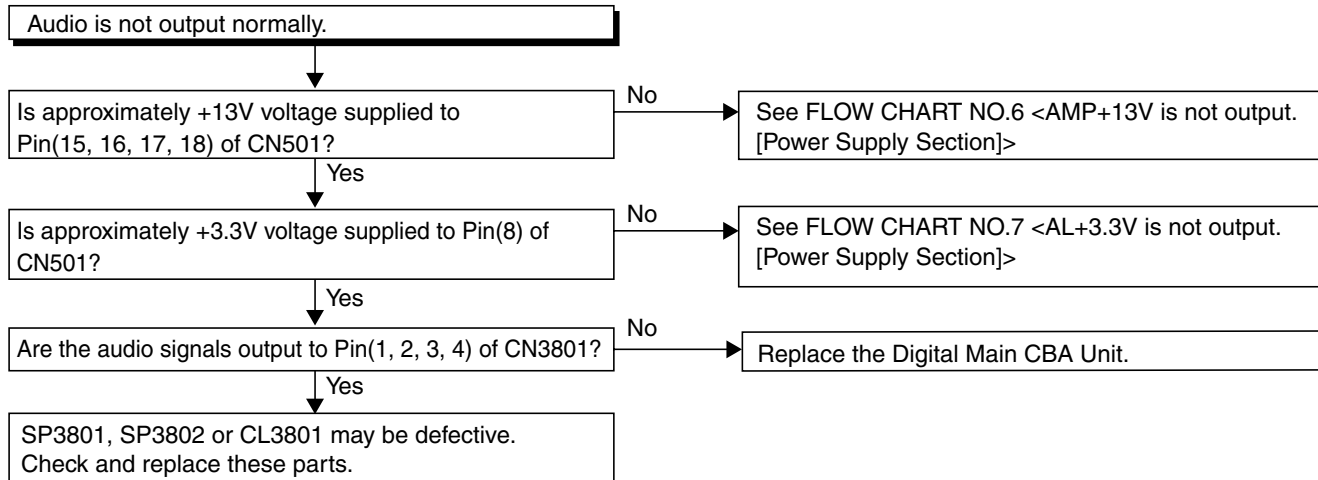 Audio is not output normally.
Is approximately +13V voltage supplied to
Pin(15, 16, 17, 18) of CN501?
No
See FLOW CHART NO.6 <AMP+13V is not output.
[Power Supply Section]>
Yes
Is approximately +3.3V voltage supplied to Pin(8) of
CN501?
No
See FLOW CHART NO.7 <AL+3.3V is not output.
[Power Supply Section]>
Yes
Are the audio signals output to Pin(1, 2, 3, 4) of CN3801?
No
Replace the Digital Main CBA Unit.
Yes
SP3801, SP3802 or CL3801 may be defective.
Check and replace these parts.